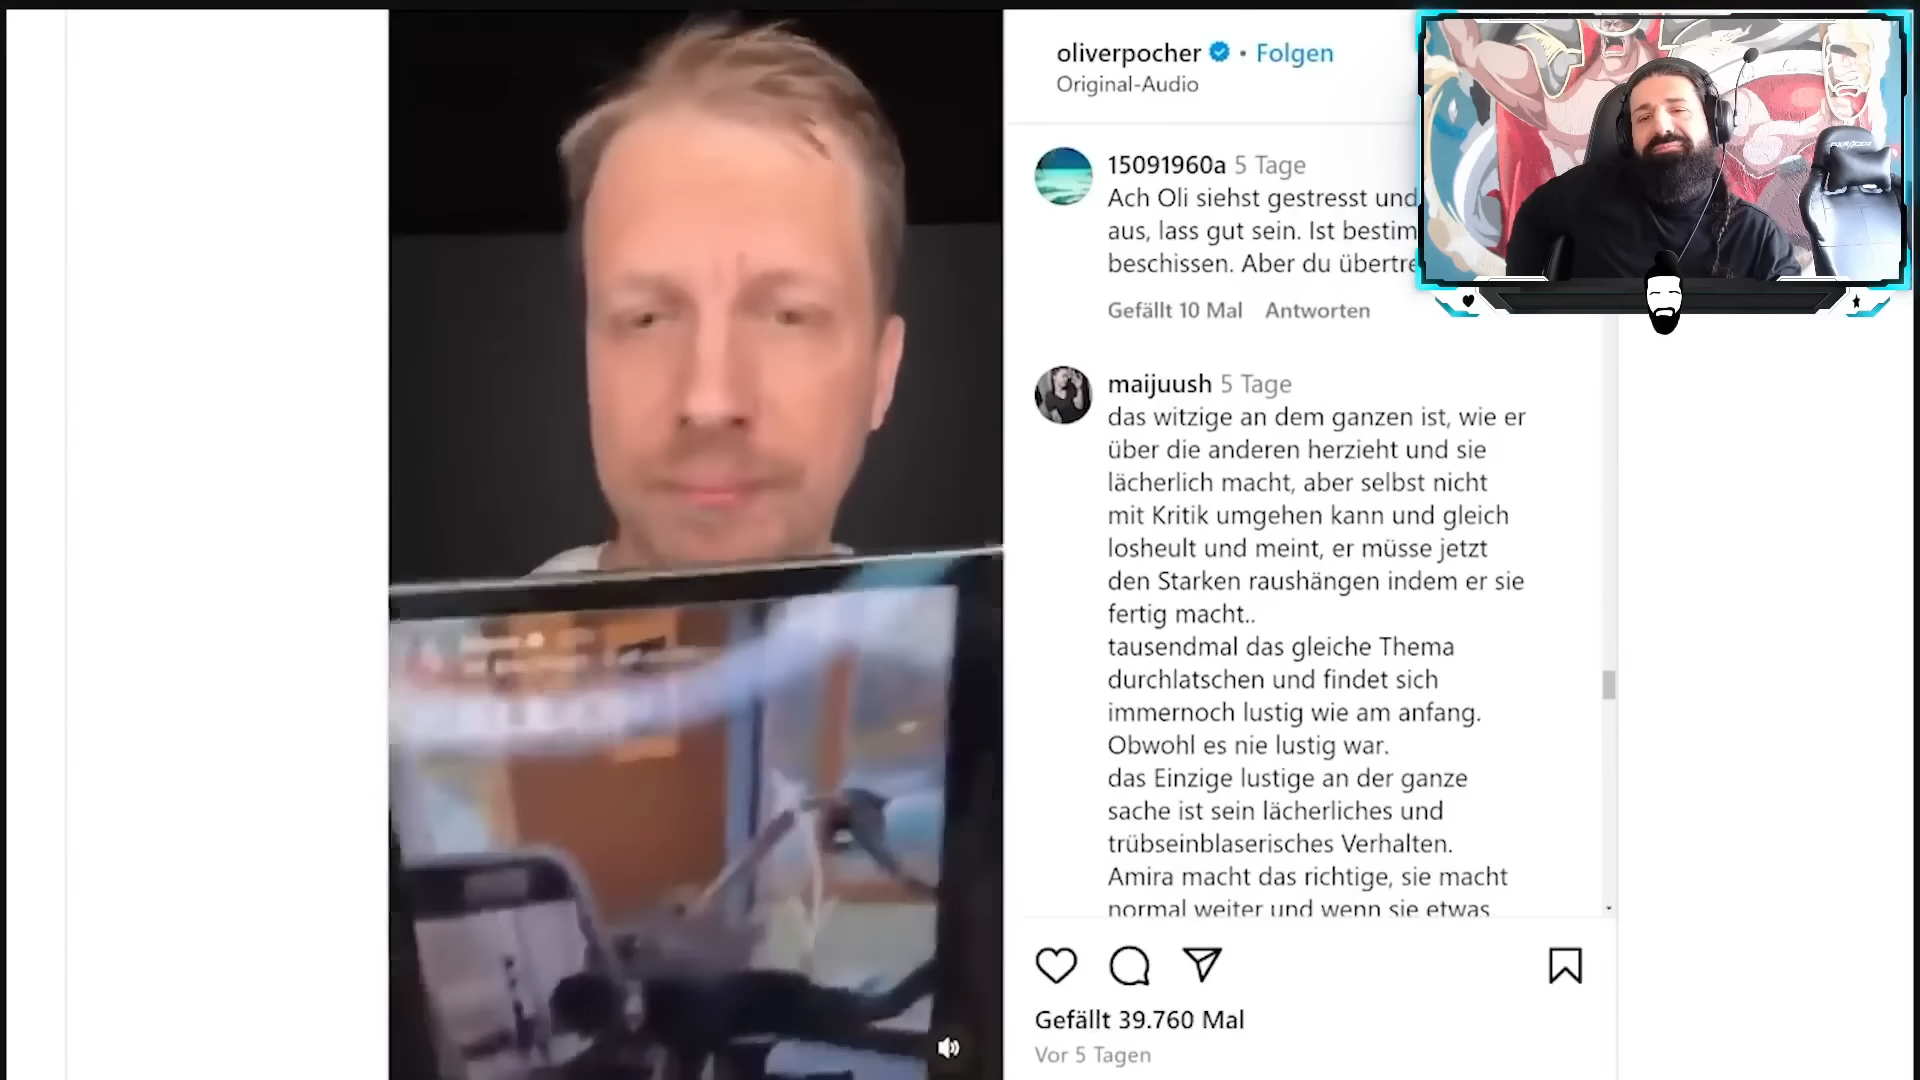 oliverpocher • Folgen
Original-Audio
15091960a 5 Tage
Ach Oli siehst gestresst und
aus, lass gut sein. Ist bestim
beschissen. Aber du übertre
Gefällt 10 Mal Antworten
maijuush 5 Tage
das witzige an dem ganzen ist, wie er
über die anderen herzieht und sie
lächerlich macht, aber selbst nicht
mit Kritik umgehen kann und gleich
losheult und meint, er müsse jetzt
den Starken raushängen indem er sie
fertig macht..
tausendmal das gleiche Thema
durchlatschen und findet sich
immernoch lustig wie am anfang.
Obwohl es nie lustig war.
das Einzige lustige an der ganze
sache ist sein lächerliches und
trübseinblaserisches Verhalten.
Amira macht das richtige, sie macht
normal weiter und wenn sie etwas
Gefällt 39.760 Mal
Vor 5 Tagen